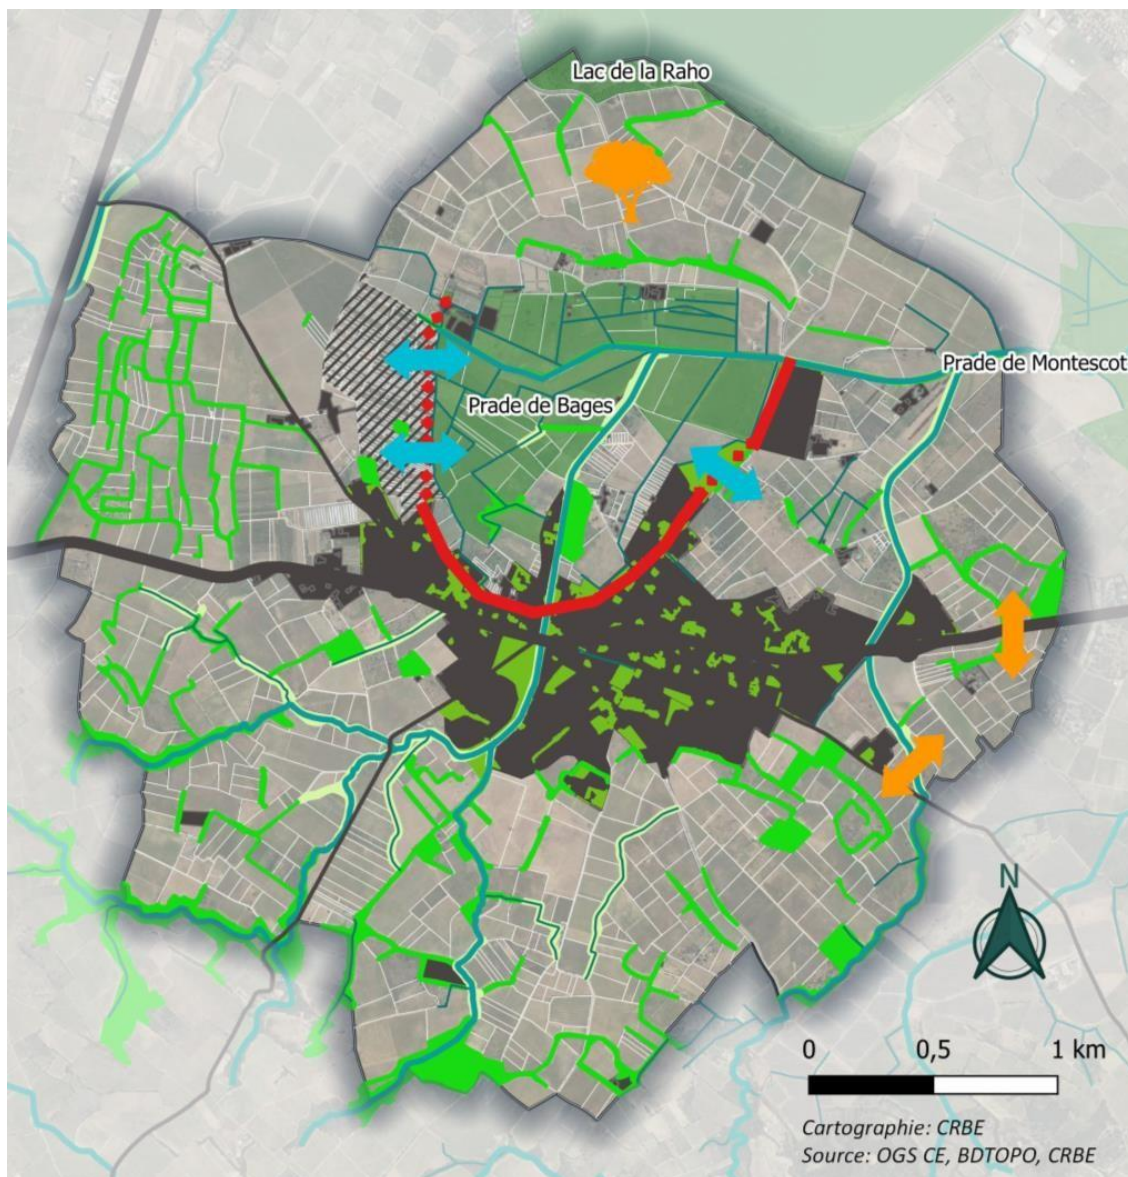 Lac de la Raho
Prade de Montescot
Prade de Bages
N
0 0,5 1 km
Cartographie: CRBE
Source: OGS CE, BDTOPO, CRBE